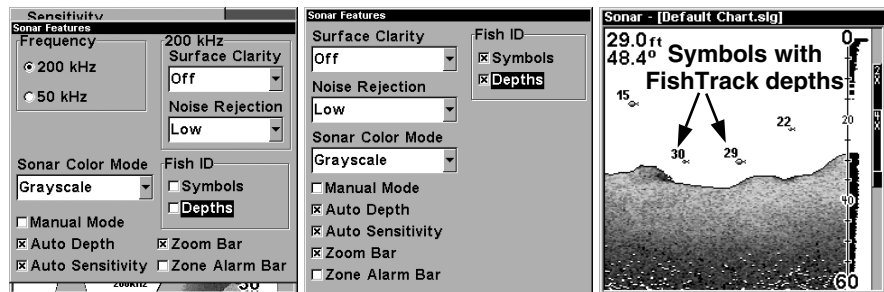 Sensitivity
Sonar Features
Frequency
200 kHz
50 kHz
200 kHz
Surface Clarity
Off
Noise Rejection
Low
Sonar Color Mode
Grayscale
Fish ID
Symbols
Depths
Manual Mode
Auto Depth
Auto Sensitivity
Zoom Bar
Zone Alarm Bar
200kHz
50
Sonar Features
Surface Clarity
Off
Noise Rejection
Low
Sonar Color Mode
Grayscale
Manual Mode
Auto Depth
Auto Sensitivity
Zoom Bar
Zone Alarm Bar
Fish ID
Symbols
Depths
Sonar - [Default Chart.slg]
29.0 ft
48.4º
Symbols with
FishTrack depths
0
15
22
20
30
29
40
60
2X
4X